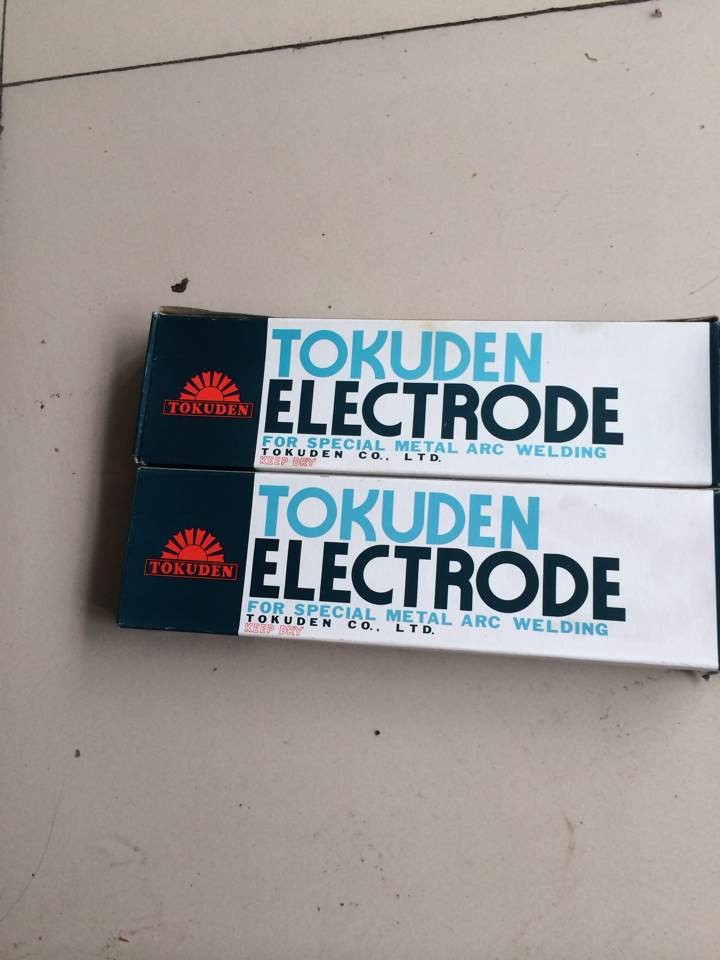 TOKUDEN
TOKUDEN
ELECTRODE
FOR SPECIAL METAL ARC WELDING
TOKUDEN CO., LTD.
KEEP DRY
TOKUDEN
TOKUDEN
ELECTRODE
FOR SPECIAL METAL ARC WELDING
TOKUDEN CO., LTD.
KEEP DRY